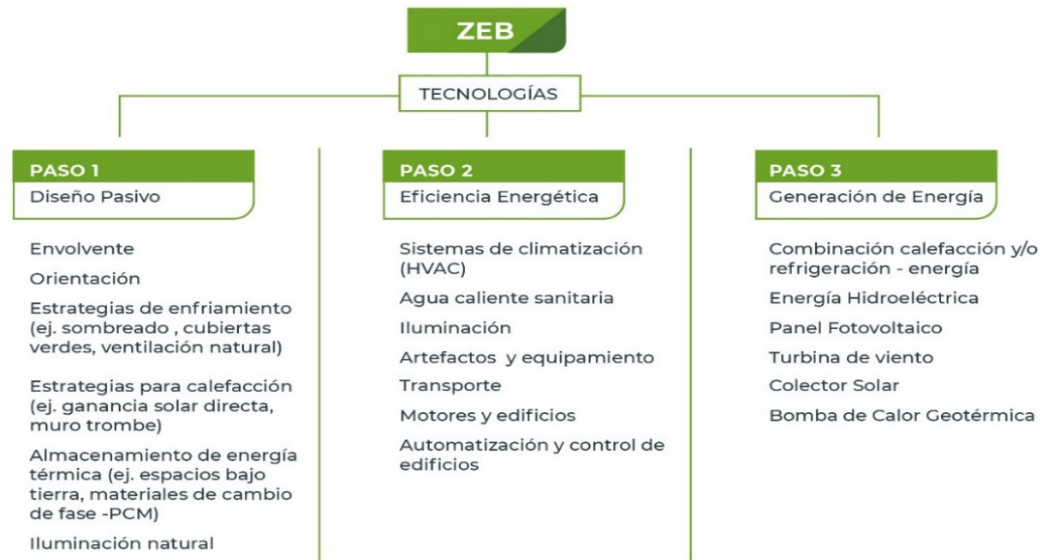 ZEB
TECNOLOGÍAS
PASO 1
Diseño Pasivo
Envolvente
Orientación
Estrategias de enfriamiento
(ej. sombreado , cubiertas
verdes, ventilación natural)
Estrategias para calefacción
(ej. ganancia solar directa,
muro trombe)
Almacenamiento de energía
térmica (ej. espacios bajo
tierra, materiales de cambio
de fase -PCM)
Iluminación natural
PASO 2
Eficiencia Energética
Sistemas de climatización
(HVAC)
Agua caliente sanitaria
Iluminación
Artefactos y equipamiento
Transporte
Motores y edificios
Automatización y control de
edificios
PASO 3
Generación de Energía
Combinación calefacción y/o
refrigeración - energía
Energía Hidroeléctrica
Panel Fotovoltaico
Turbina de viento
Colector Solar
Bomba de Calor Geotérmica